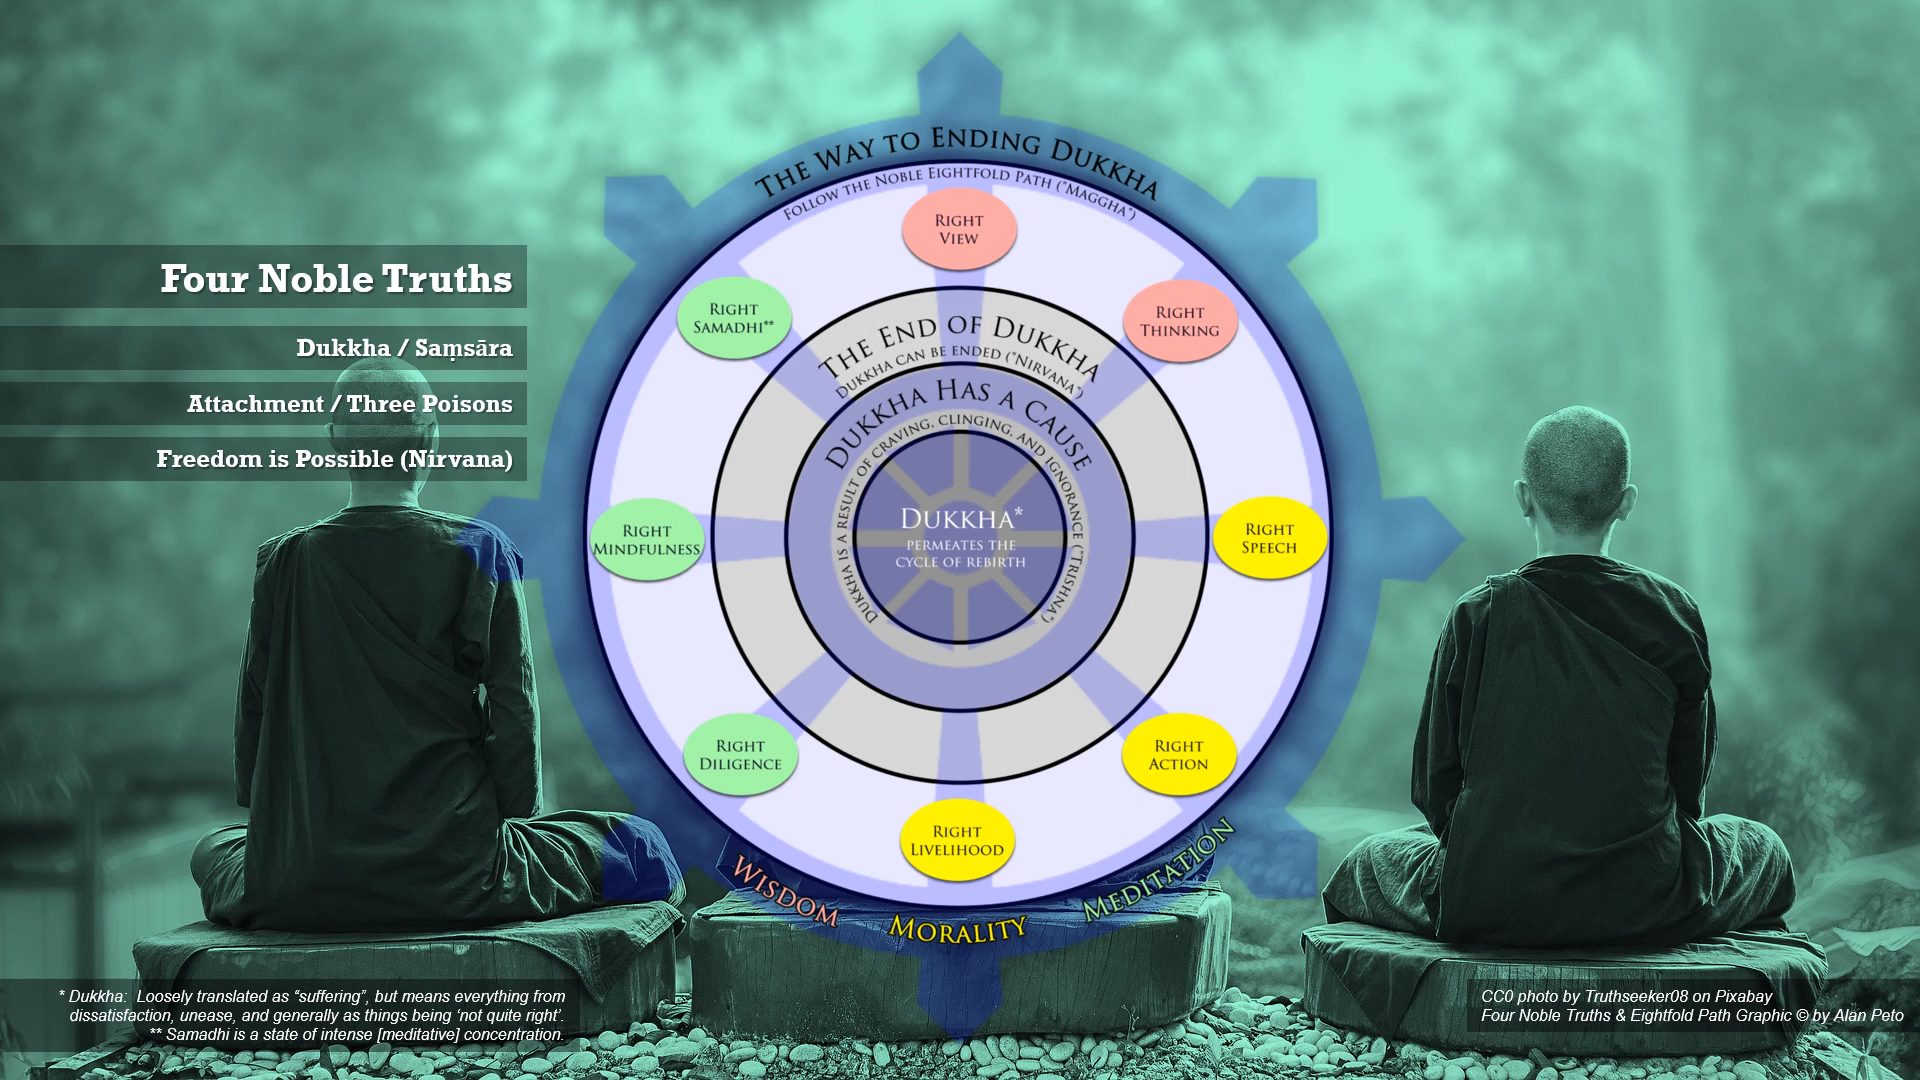 Four Noble Truths
Dukkha / Saṃsāra
Attachment / Three Poisons
Freedom is Possible (Nirvana)
The Way to Ending Dukkha
Follow the Noble Eightfold Path ("Maggha")
Right
View
Right
Thinking
Right
Speech
Right
Action
Right
Livelihood
Right
Diligence
Right
Mindfulness
Right
Samadhi**
The End of Dukkha
Dukkha can be ended ("Nirvana")
Dukkha Has a Cause
Dukkha is a result of craving, clinging, and ignorance ("Trishna")
Dukkha*
permeates the
cycle of rebirth
Wisdom
Morality
Meditation
* Dukkha:  Loosely translated as “suffering”, but means everything from
dissatisfaction, unease, and generally as things being ‘not quite right’.
** Samadhi is a state of intense [meditative] concentration.
CC0 photo by Truthseeker08 on Pixabay
Four Noble Truths & Eightfold Path Graphic © by Alan Peto